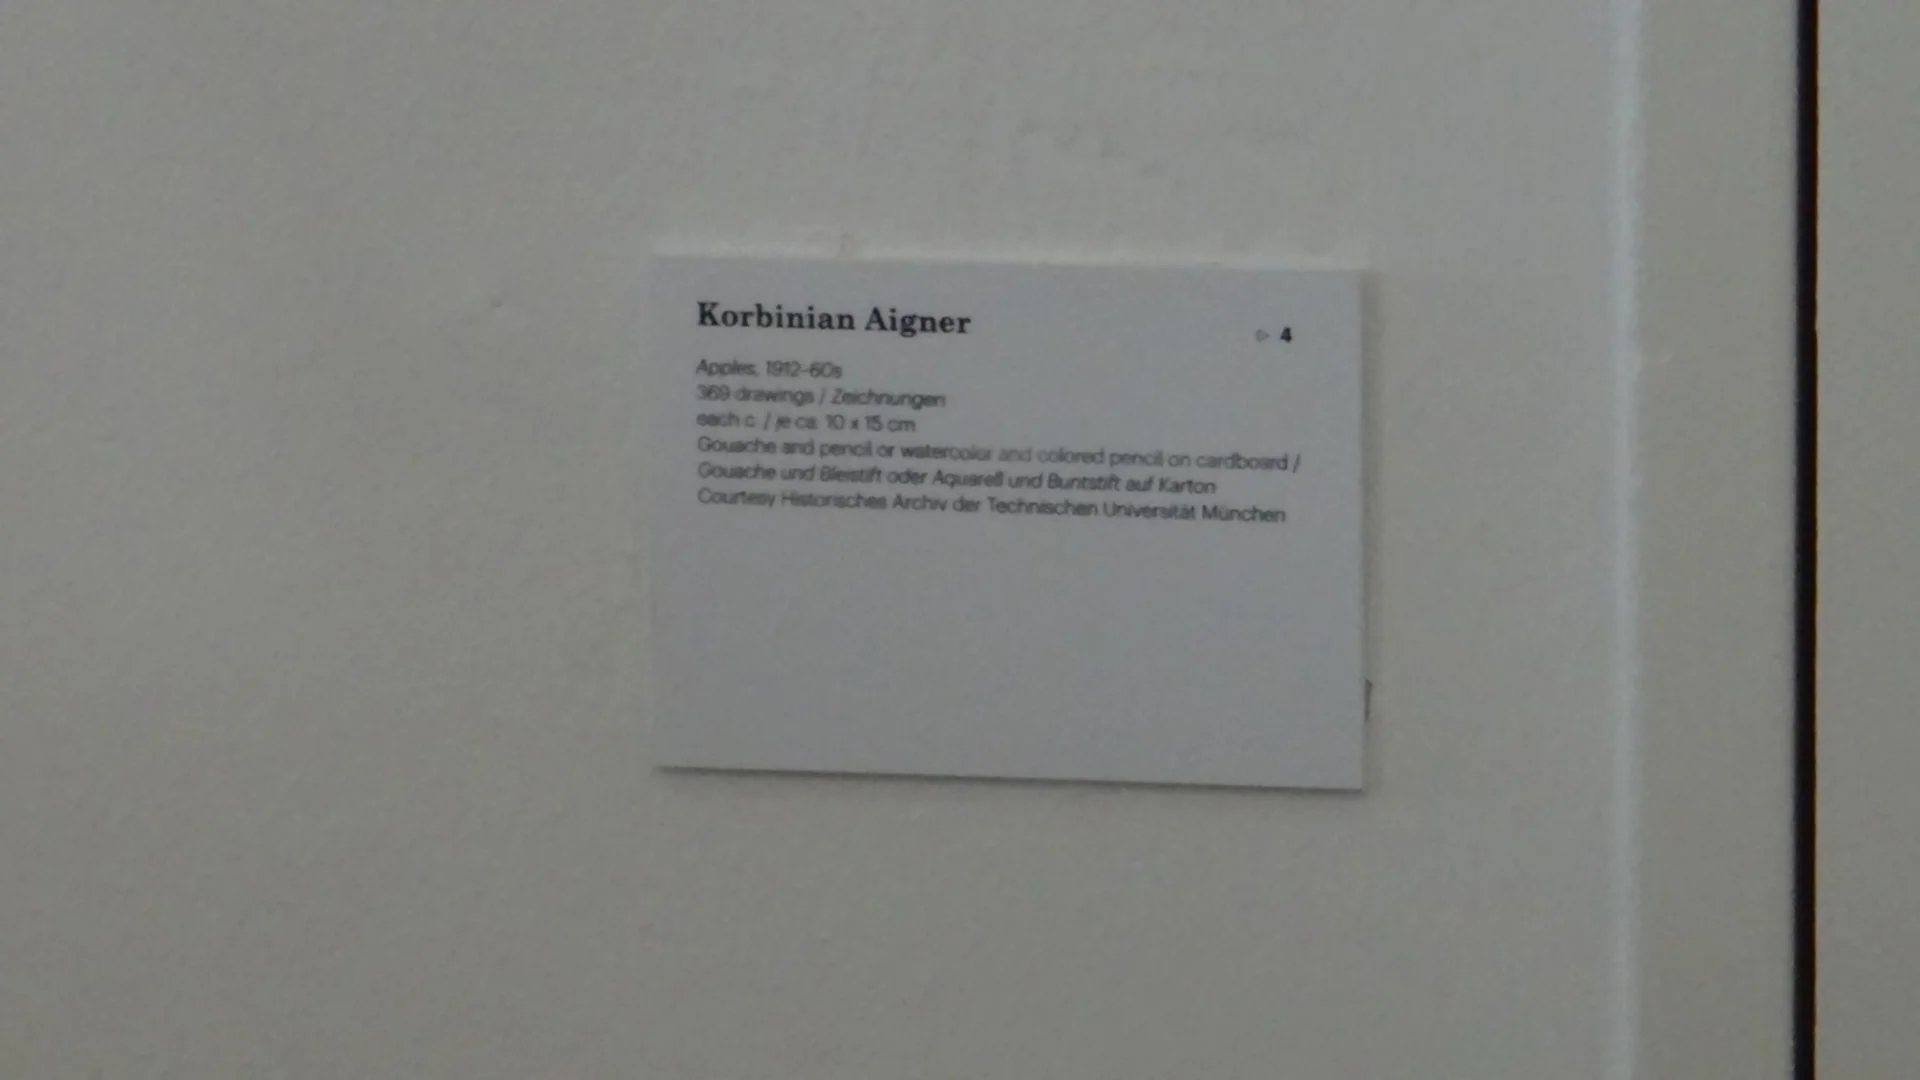 Korbinian Aigner
▷ 4
Apples, 1912–60s
369 drawings / Zeichnungen
each c. / je ca. 10 x 15 cm
Gouache and pencil or watercolor and colored pencil on cardboard /
Gouache und Bleistift oder Aquarell und Buntstift auf Karton
Courtesy Historisches Archiv der Technischen Universität München